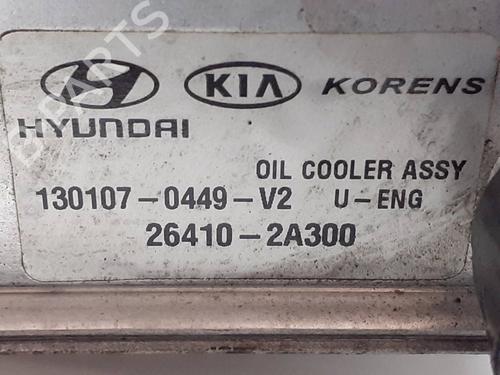 KIA KORENS
HYUNDAI
OIL COOLER ASSY
130107-0449-V2 U-ENG
26410-2A300